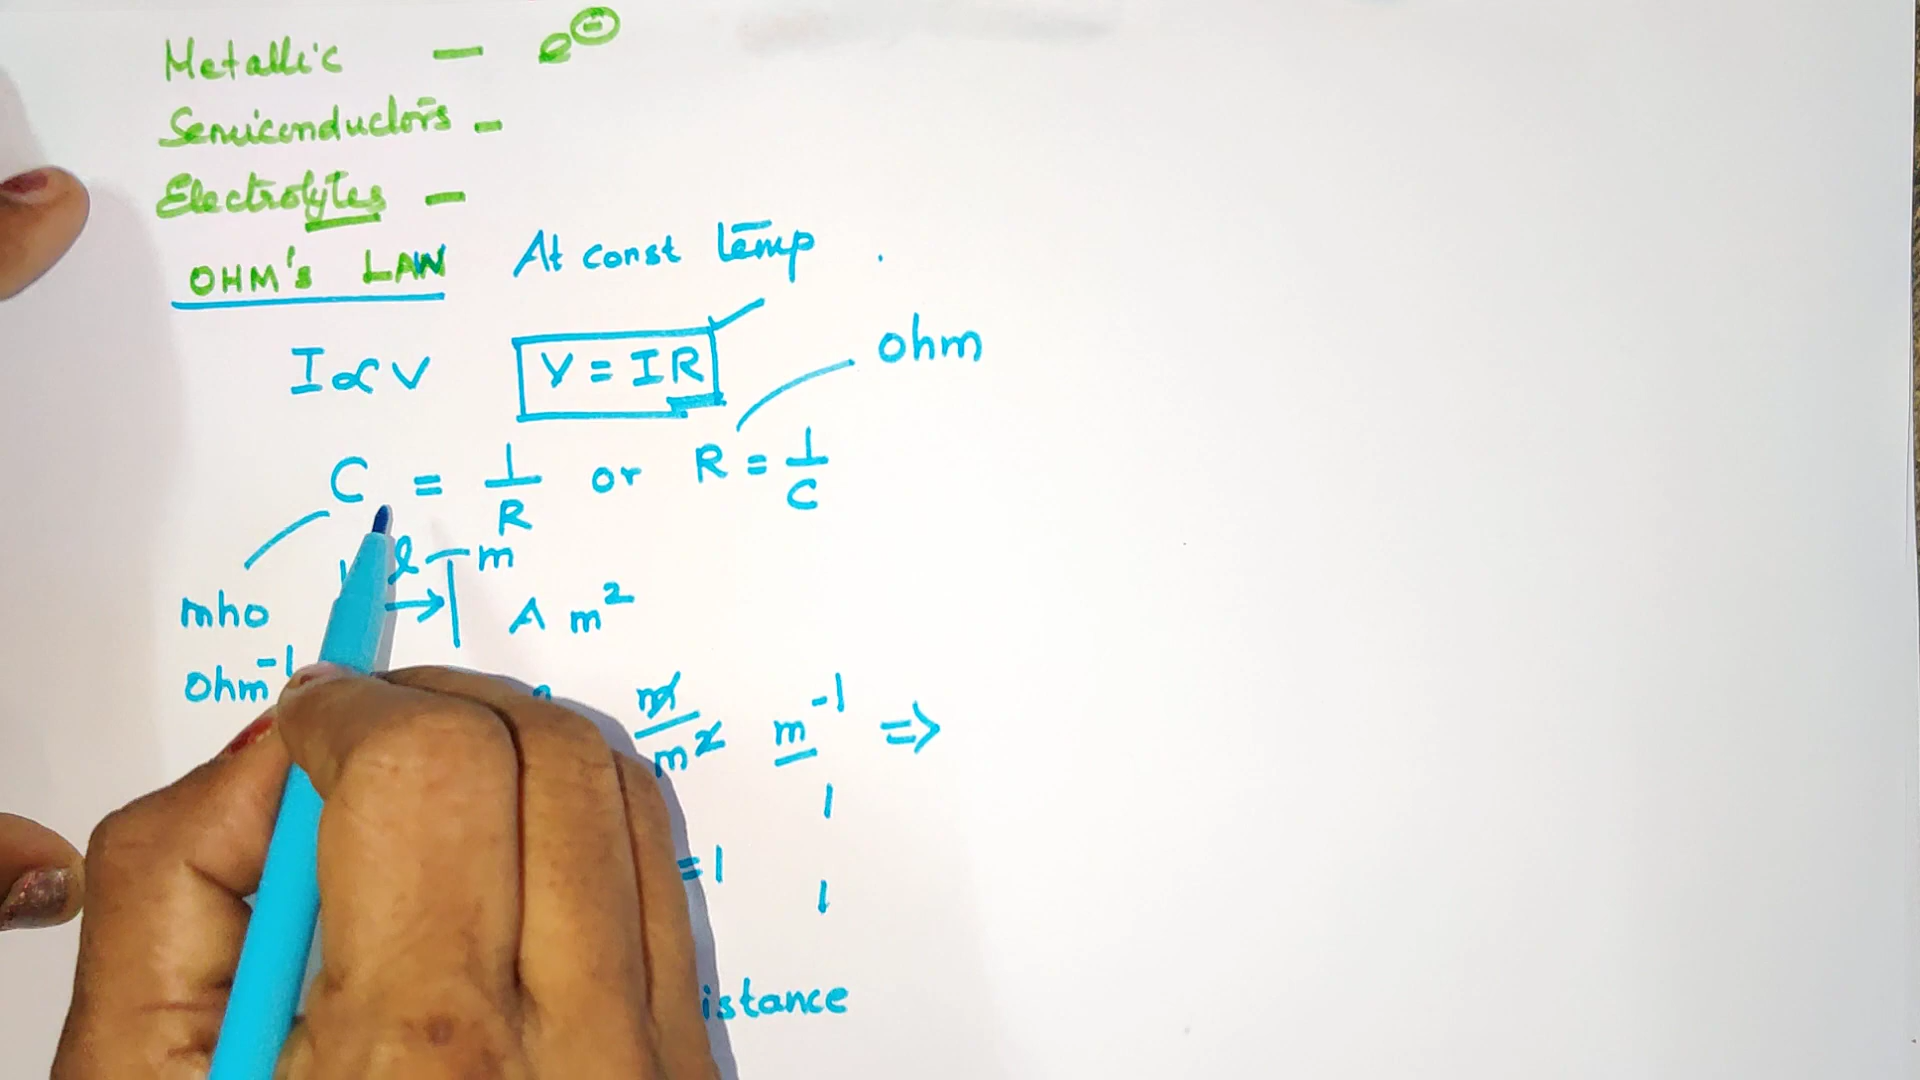 Metallic — e⊖
Semiconductors -
Electrolytes -
OHM's LAW At const temp .
I ∝ V V = IR ohm
C = 1/R or R = 1/C
l — m
mho → A m²
ohm⁻¹ m/m² m⁻¹ ⇒
1
=1 1
istance